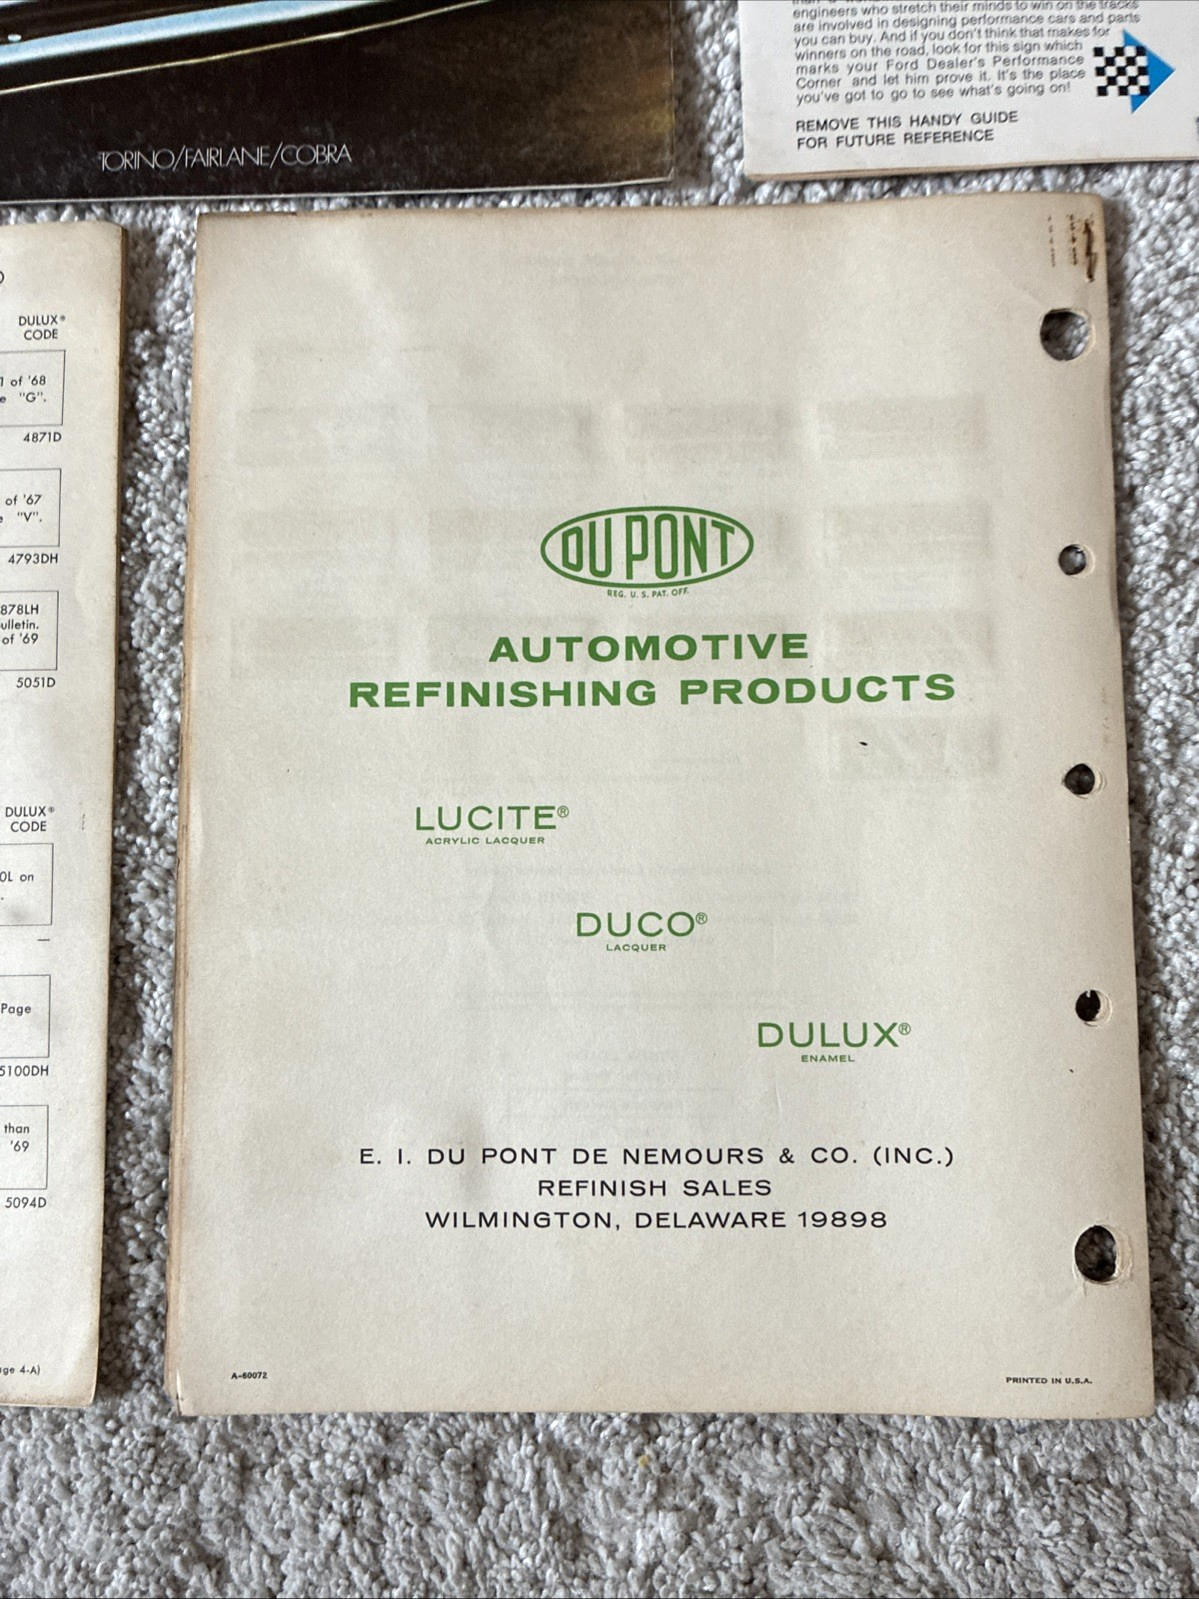 TORINO/FAIRLANE/COBRA
engineers who stretch their minds to win on the tracks
are involved in designing performance cars and parts
you can buy. And if you don't think that makes for
winners on the road, look for this sign which
marks your Ford Dealer's Performance
Corner and let him prove it. It's the place
you've got to go to see what's going on!
REMOVE THIS HANDY GUIDE
FOR FUTURE REFERENCE
DULUX®
CODE
of '68
"G".
4871D
of '67
"V".
4793DH
878LH
ulletin.
of '69
5051D
DULUX®
CODE
0L on
Page
5100DH
than
'69
5094D
ge 4-A)
DU PONT
REG. U. S. PAT. OFF.
AUTOMOTIVE
REFINISHING PRODUCTS
LUCITE®
ACRYLIC LACQUER
DUCO®
LACQUER
DULUX®
ENAMEL
E. I. DU PONT DE NEMOURS & CO. (INC.)
REFINISH SALES
WILMINGTON, DELAWARE 19898
A-60072
PRINTED IN U.S.A.